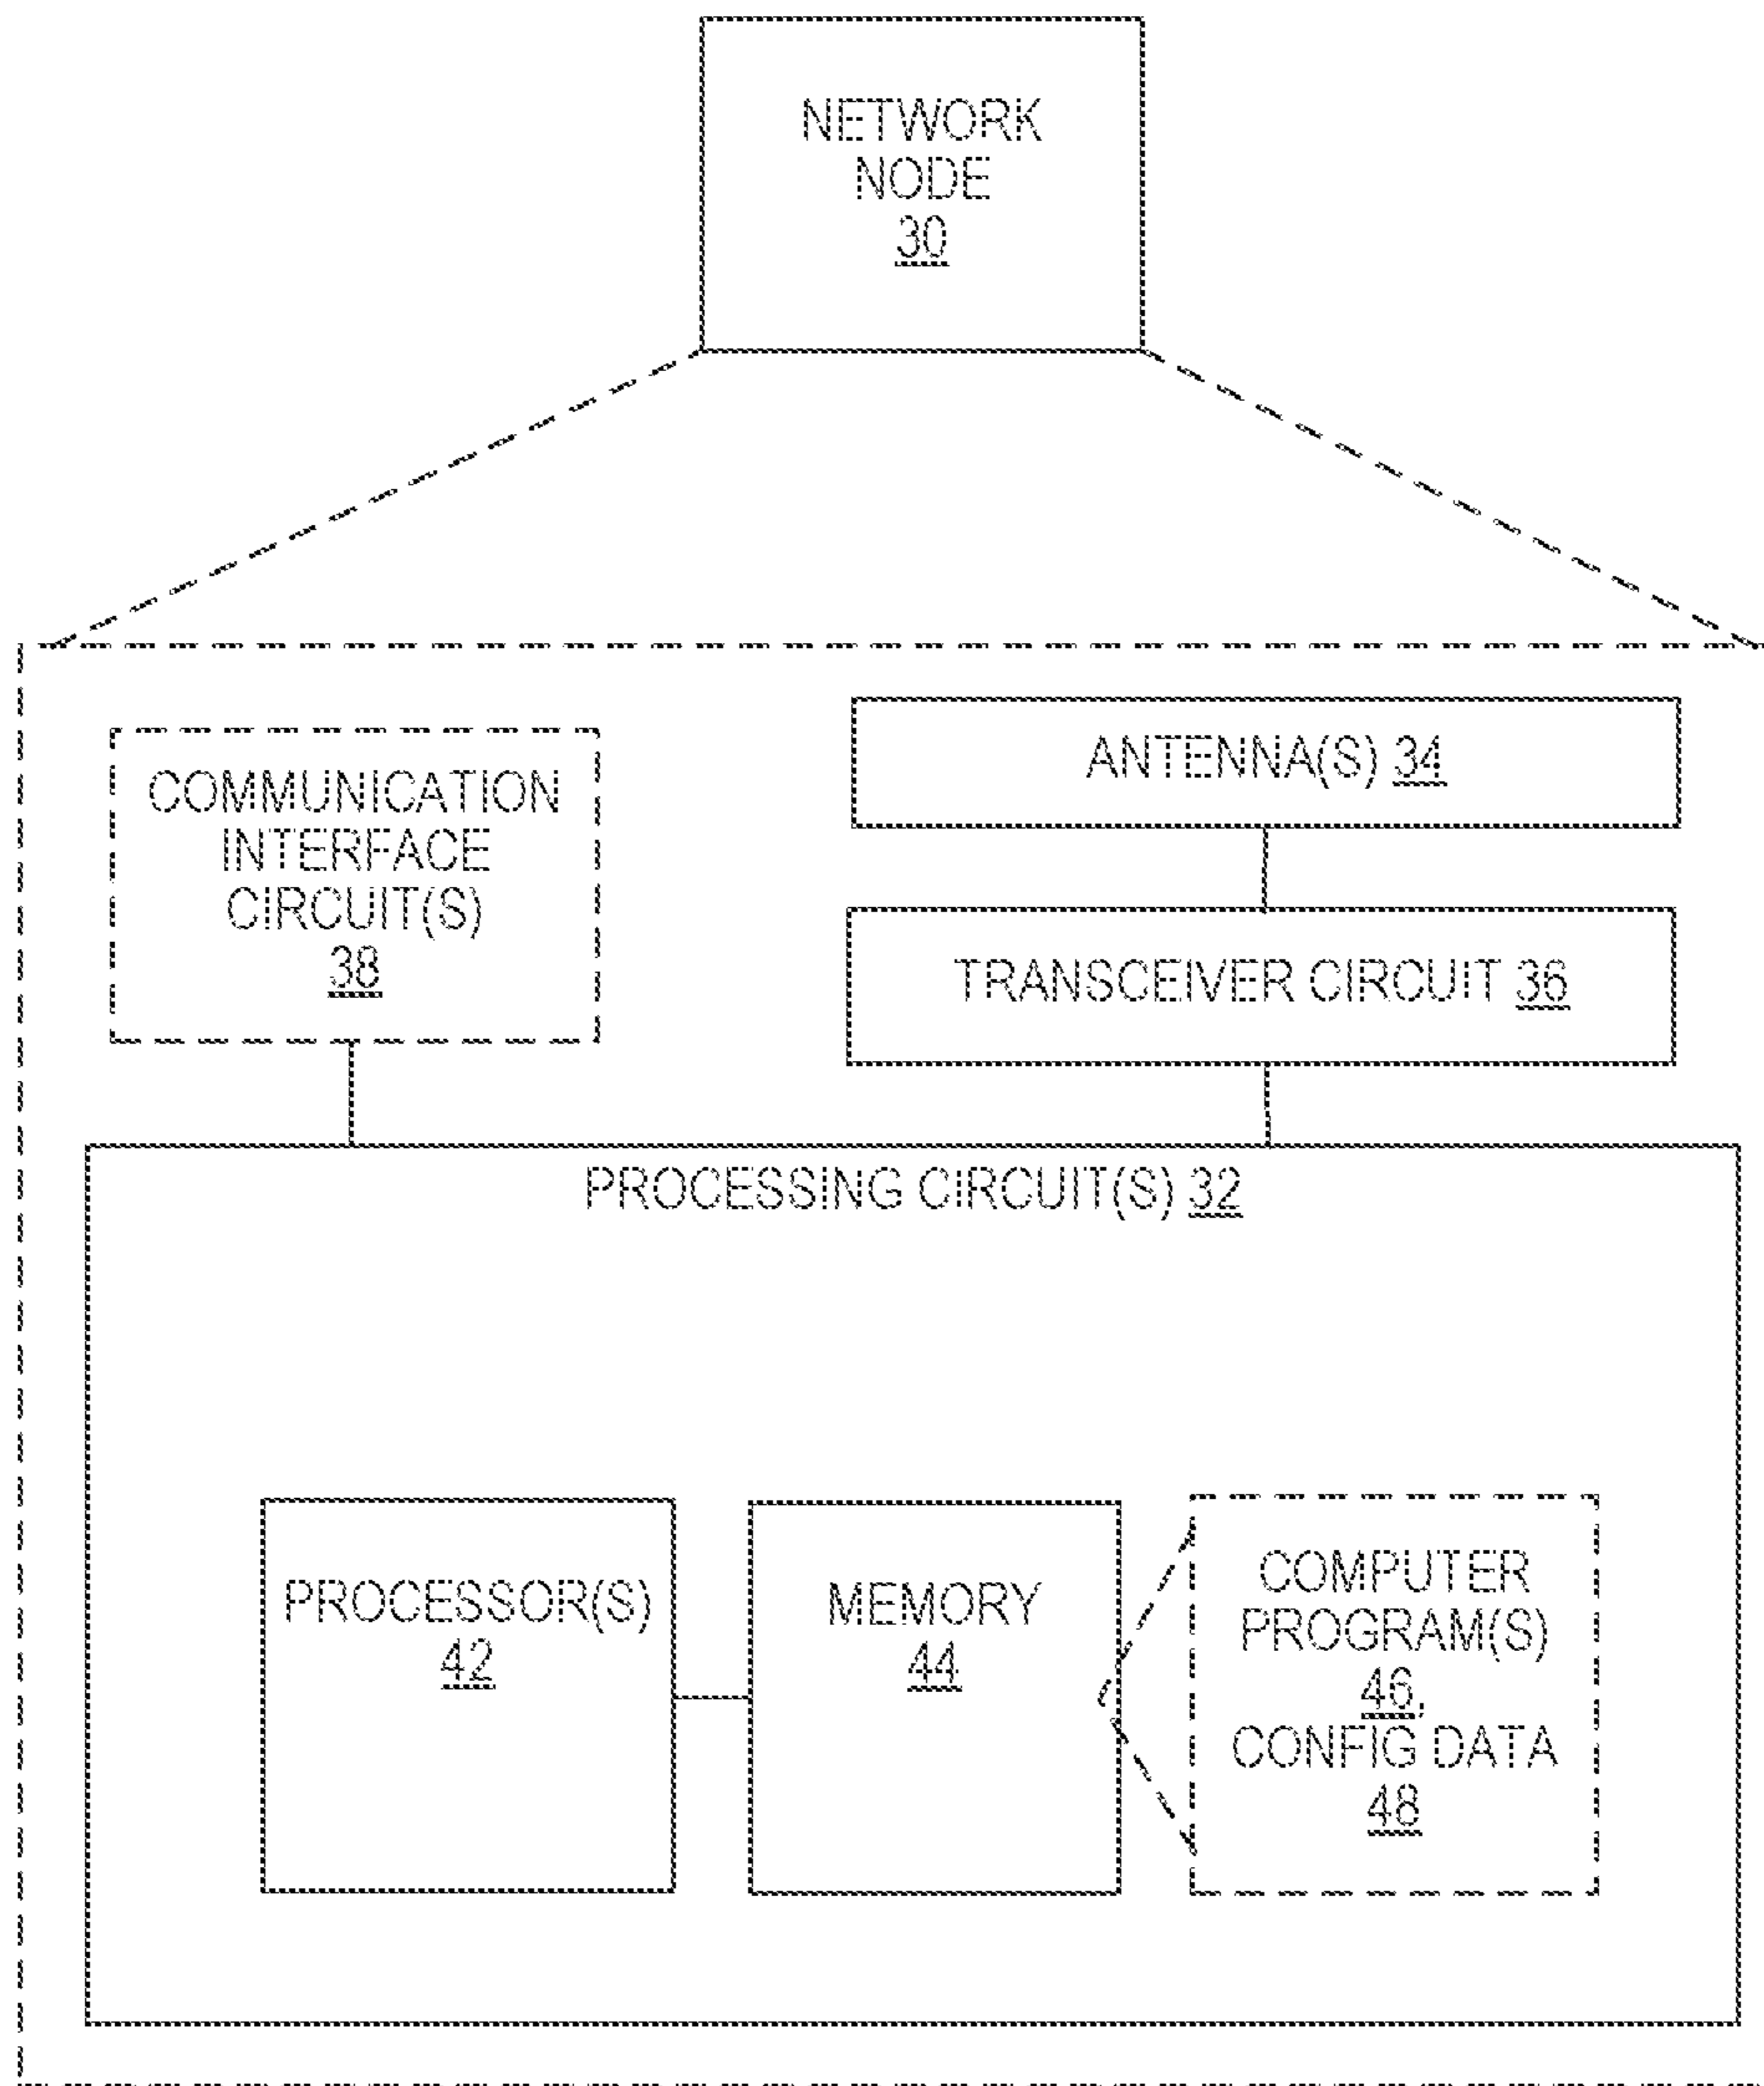 NETWORK
NODE
30
COMMUNICATION
INTERFACE
CIRCUIT(S)
38
ANTENNA(S) 34
TRANSCEIVER CIRCUIT 36
PROCESSING CIRCUIT(S) 32
PROCESSOR(S)
42
MEMORY
44
COMPUTER
PROGRAM(S)
46,
CONFIG DATA
48